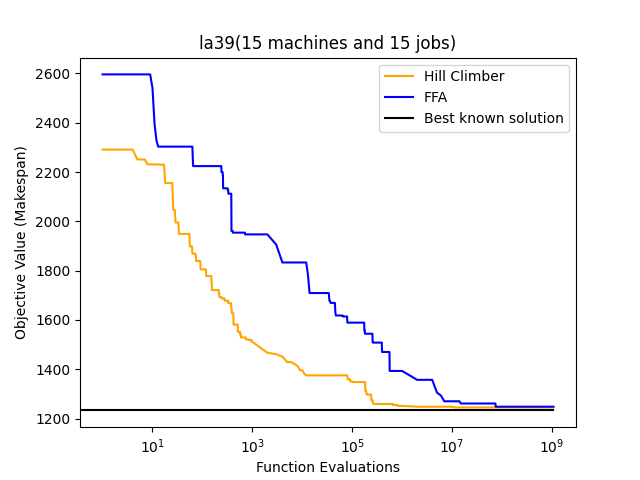 la39(15 machines and 15 jobs)
Hill Climber
FFA
Best known solution
Objective Value (Makespan)
2600
2400
2200
2000
1800
1600
1400
1200
10^1 10^3 10^5 10^7 10^9
Function Evaluations